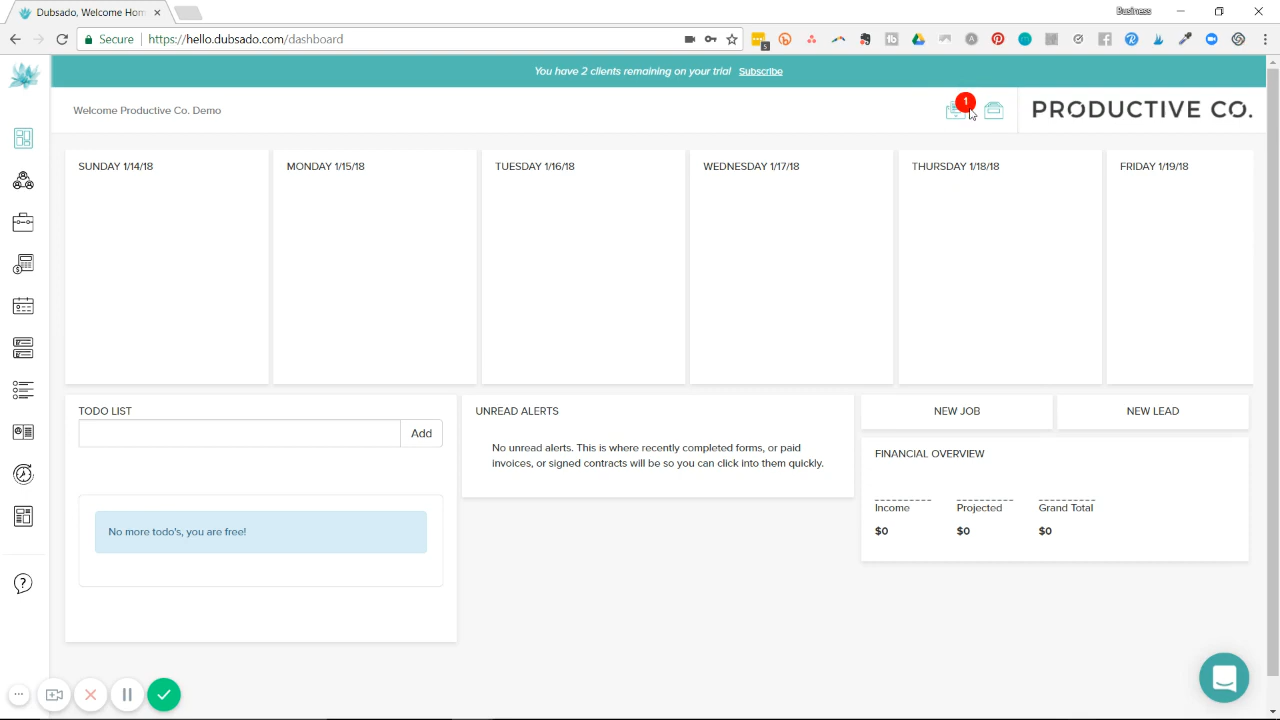 Dubsado, Welcome Hom
Business
Secure
https://hello.dubsado.com/dashboard
5
You have 2 clients remaining on your trial Subscribe
Welcome Productive Co. Demo
1
PRODUCTIVE CO.
SUNDAY 1/14/18
MONDAY 1/15/18
TUESDAY 1/16/18
WEDNESDAY 1/17/18
THURSDAY 1/18/18
FRIDAY 1/19/18
TODO LIST
Add
No more todo's, you are free!
UNREAD ALERTS
No unread alerts. This is where recently completed forms, or paid
invoices, or signed contracts will be so you can click into them quickly.
NEW JOB
NEW LEAD
FINANCIAL OVERVIEW
Income
Projected
Grand Total
$0
$0
$0